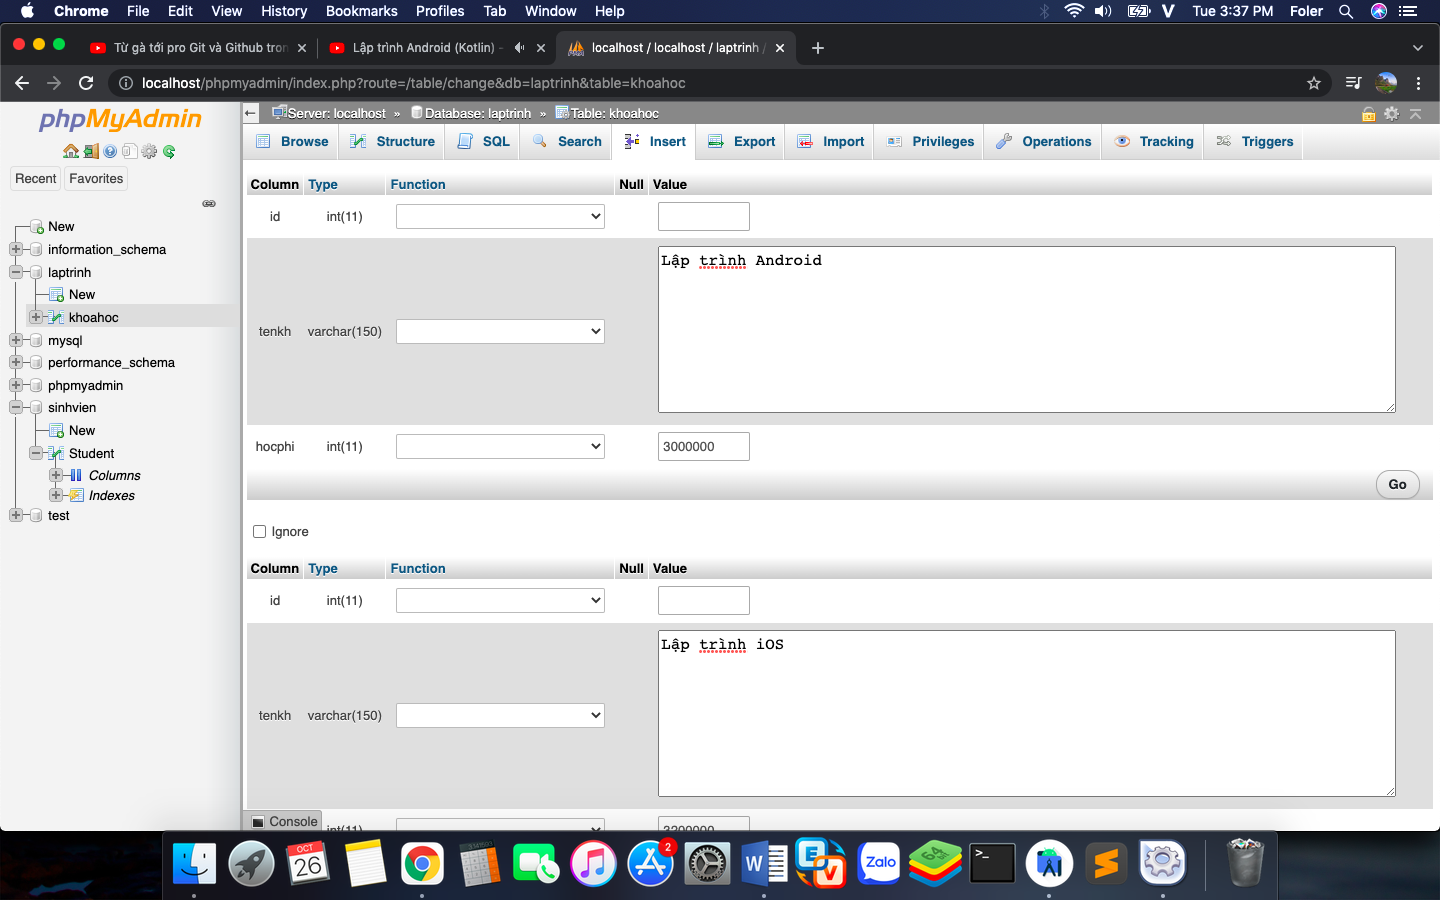 Chrome File Edit View History Bookmarks Profiles Tab Window Help Tue 3:37 PM Foler
Từ gà tới pro Git và Github tron
Lập trình Android (Kotlin) -
localhost / localhost / laptrinh /
localhost/phpmyadmin/index.php?route=/table/change&db=laptrinh&table=khoahoc
phpMyAdmin
Recent Favorites
New
information_schema
laptrinh
New
khoahoc
mysql
performance_schema
phpmyadmin
sinhvien
New
Student
Columns
Indexes
test
Server: localhost » Database: laptrinh » Table: khoahoc
Browse Structure SQL Search Insert Export Import Privileges Operations Tracking Triggers
Column Type Function Null Value
id int(11)
tenkh varchar(150) Lập trình Android
hocphi int(11) 3000000
Go
Ignore
Column Type Function Null Value
id int(11)
tenkh varchar(150) Lập trình iOS
int(11) 3200000
Console
OCT
26
2
W
Zalo
64